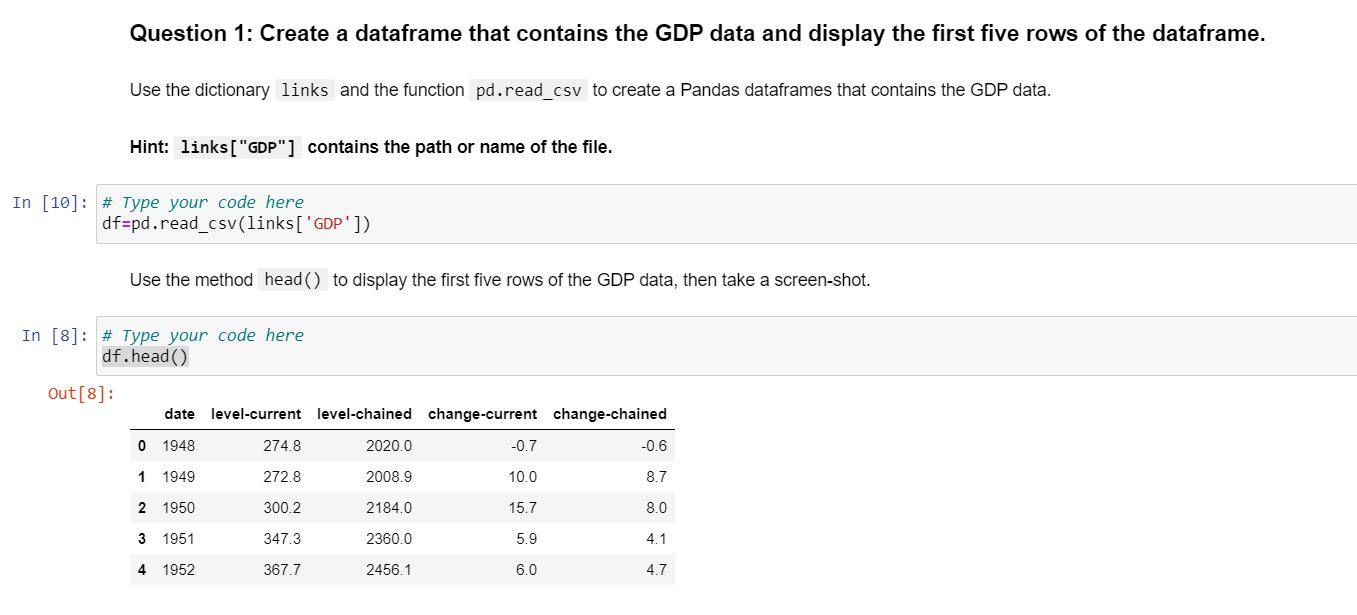 Question 1: Create a dataframe that contains the GDP data and display the first five rows of the dataframe.
Use the dictionary links and the function pd.read_csv to create a Pandas dataframes that contains the GDP data.
Hint: links["GDP"] contains the path or name of the file.
In [10]: # Type your code here
df=pd.read_csv(links['GDP'])
Use the method head() to display the first five rows of the GDP data, then take a screen-shot.
In [8]: # Type your code here
df.head()
Out[8]:
date level-current level-chained change-current change-chained
0 1948 274.8 2020.0 -0.7 -0.6
1 1949 272.8 2008.9 10.0 8.7
2 1950 300.2 2184.0 15.7 8.0
3 1951 347.3 2360.0 5.9 4.1
4 1952 367.7 2456.1 6.0 4.7